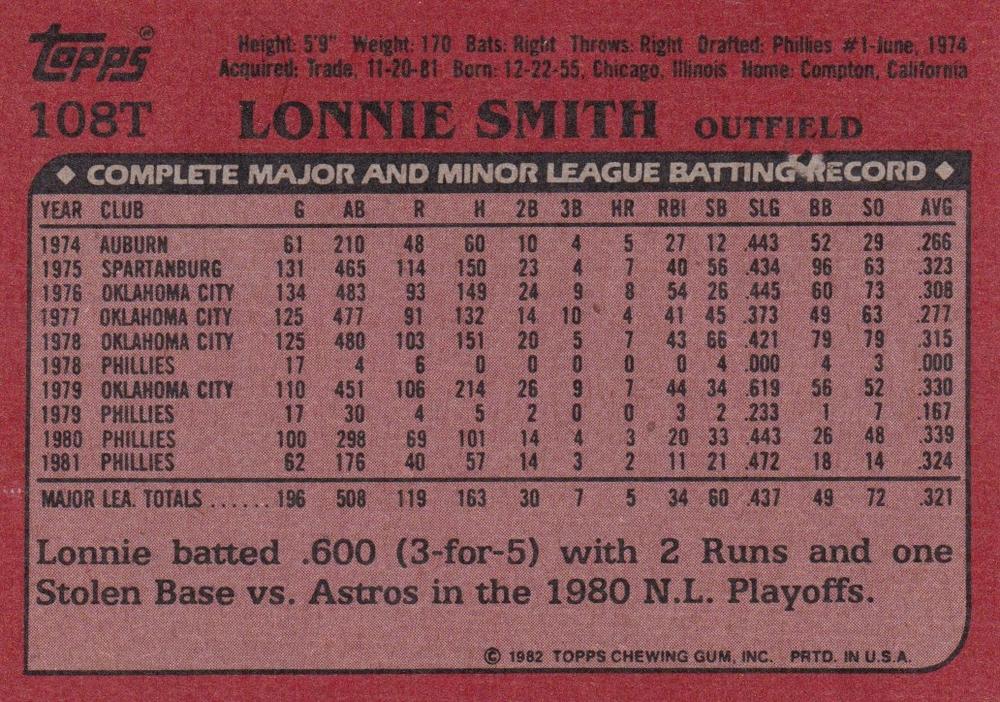 Topps® Height: 5'9" Weight: 170 Bats: Right Throws: Right Drafted: Phillies #1-June, 1974
Acquired: Trade, 11-20-81 Born: 12-22-55, Chicago, Illinois Home: Compton, California
108T LONNIE SMITH OUTFIELD
◆ COMPLETE MAJOR AND MINOR LEAGUE BATTING RECORD ◆
YEAR CLUB G AB R H 2B 3B HR RBI SB SLG BB SO AVG
1974 AUBURN 61 210 48 60 10 4 5 27 12 .443 52 29 .266
1975 SPARTANBURG 131 465 114 150 23 4 7 40 56 .434 96 63 .323
1976 OKLAHOMA CITY 134 483 93 149 24 9 8 54 26 .445 60 73 .308
1977 OKLAHOMA CITY 125 477 91 132 14 10 4 41 45 .373 49 63 .277
1978 OKLAHOMA CITY 125 480 103 151 20 5 7 43 66 .421 79 79 .315
1978 PHILLIES 17 4 6 0 0 0 0 0 4 .000 4 3 .000
1979 OKLAHOMA CITY 110 451 106 214 26 9 7 44 34 .619 56 52 .330
1979 PHILLIES 17 30 4 5 2 0 0 3 2 .233 1 7 .167
1980 PHILLIES 100 298 69 101 14 4 3 20 33 .443 26 48 .339
1981 PHILLIES 62 176 40 57 14 3 2 11 21 .472 18 14 .324
MAJOR LEA. TOTALS ...... 196 508 119 163 30 7 5 34 60 .437 49 72 .321
Lonnie batted .600 (3-for-5) with 2 Runs and one
Stolen Base vs. Astros in the 1980 N.L. Playoffs.
© 1982 TOPPS CHEWING GUM, INC. PRTD. IN U.S.A.